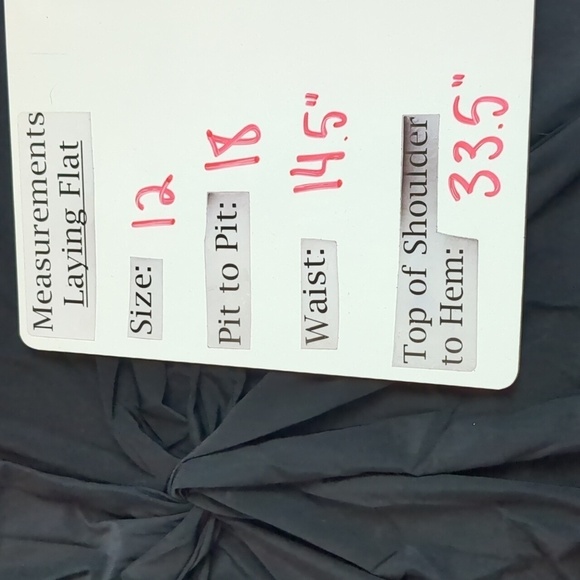 Measurements
Laying Flat
Size: 12
Pit to Pit: 18
Waist: 14.5"
Top of Shoulder
to Hem: 33.5"